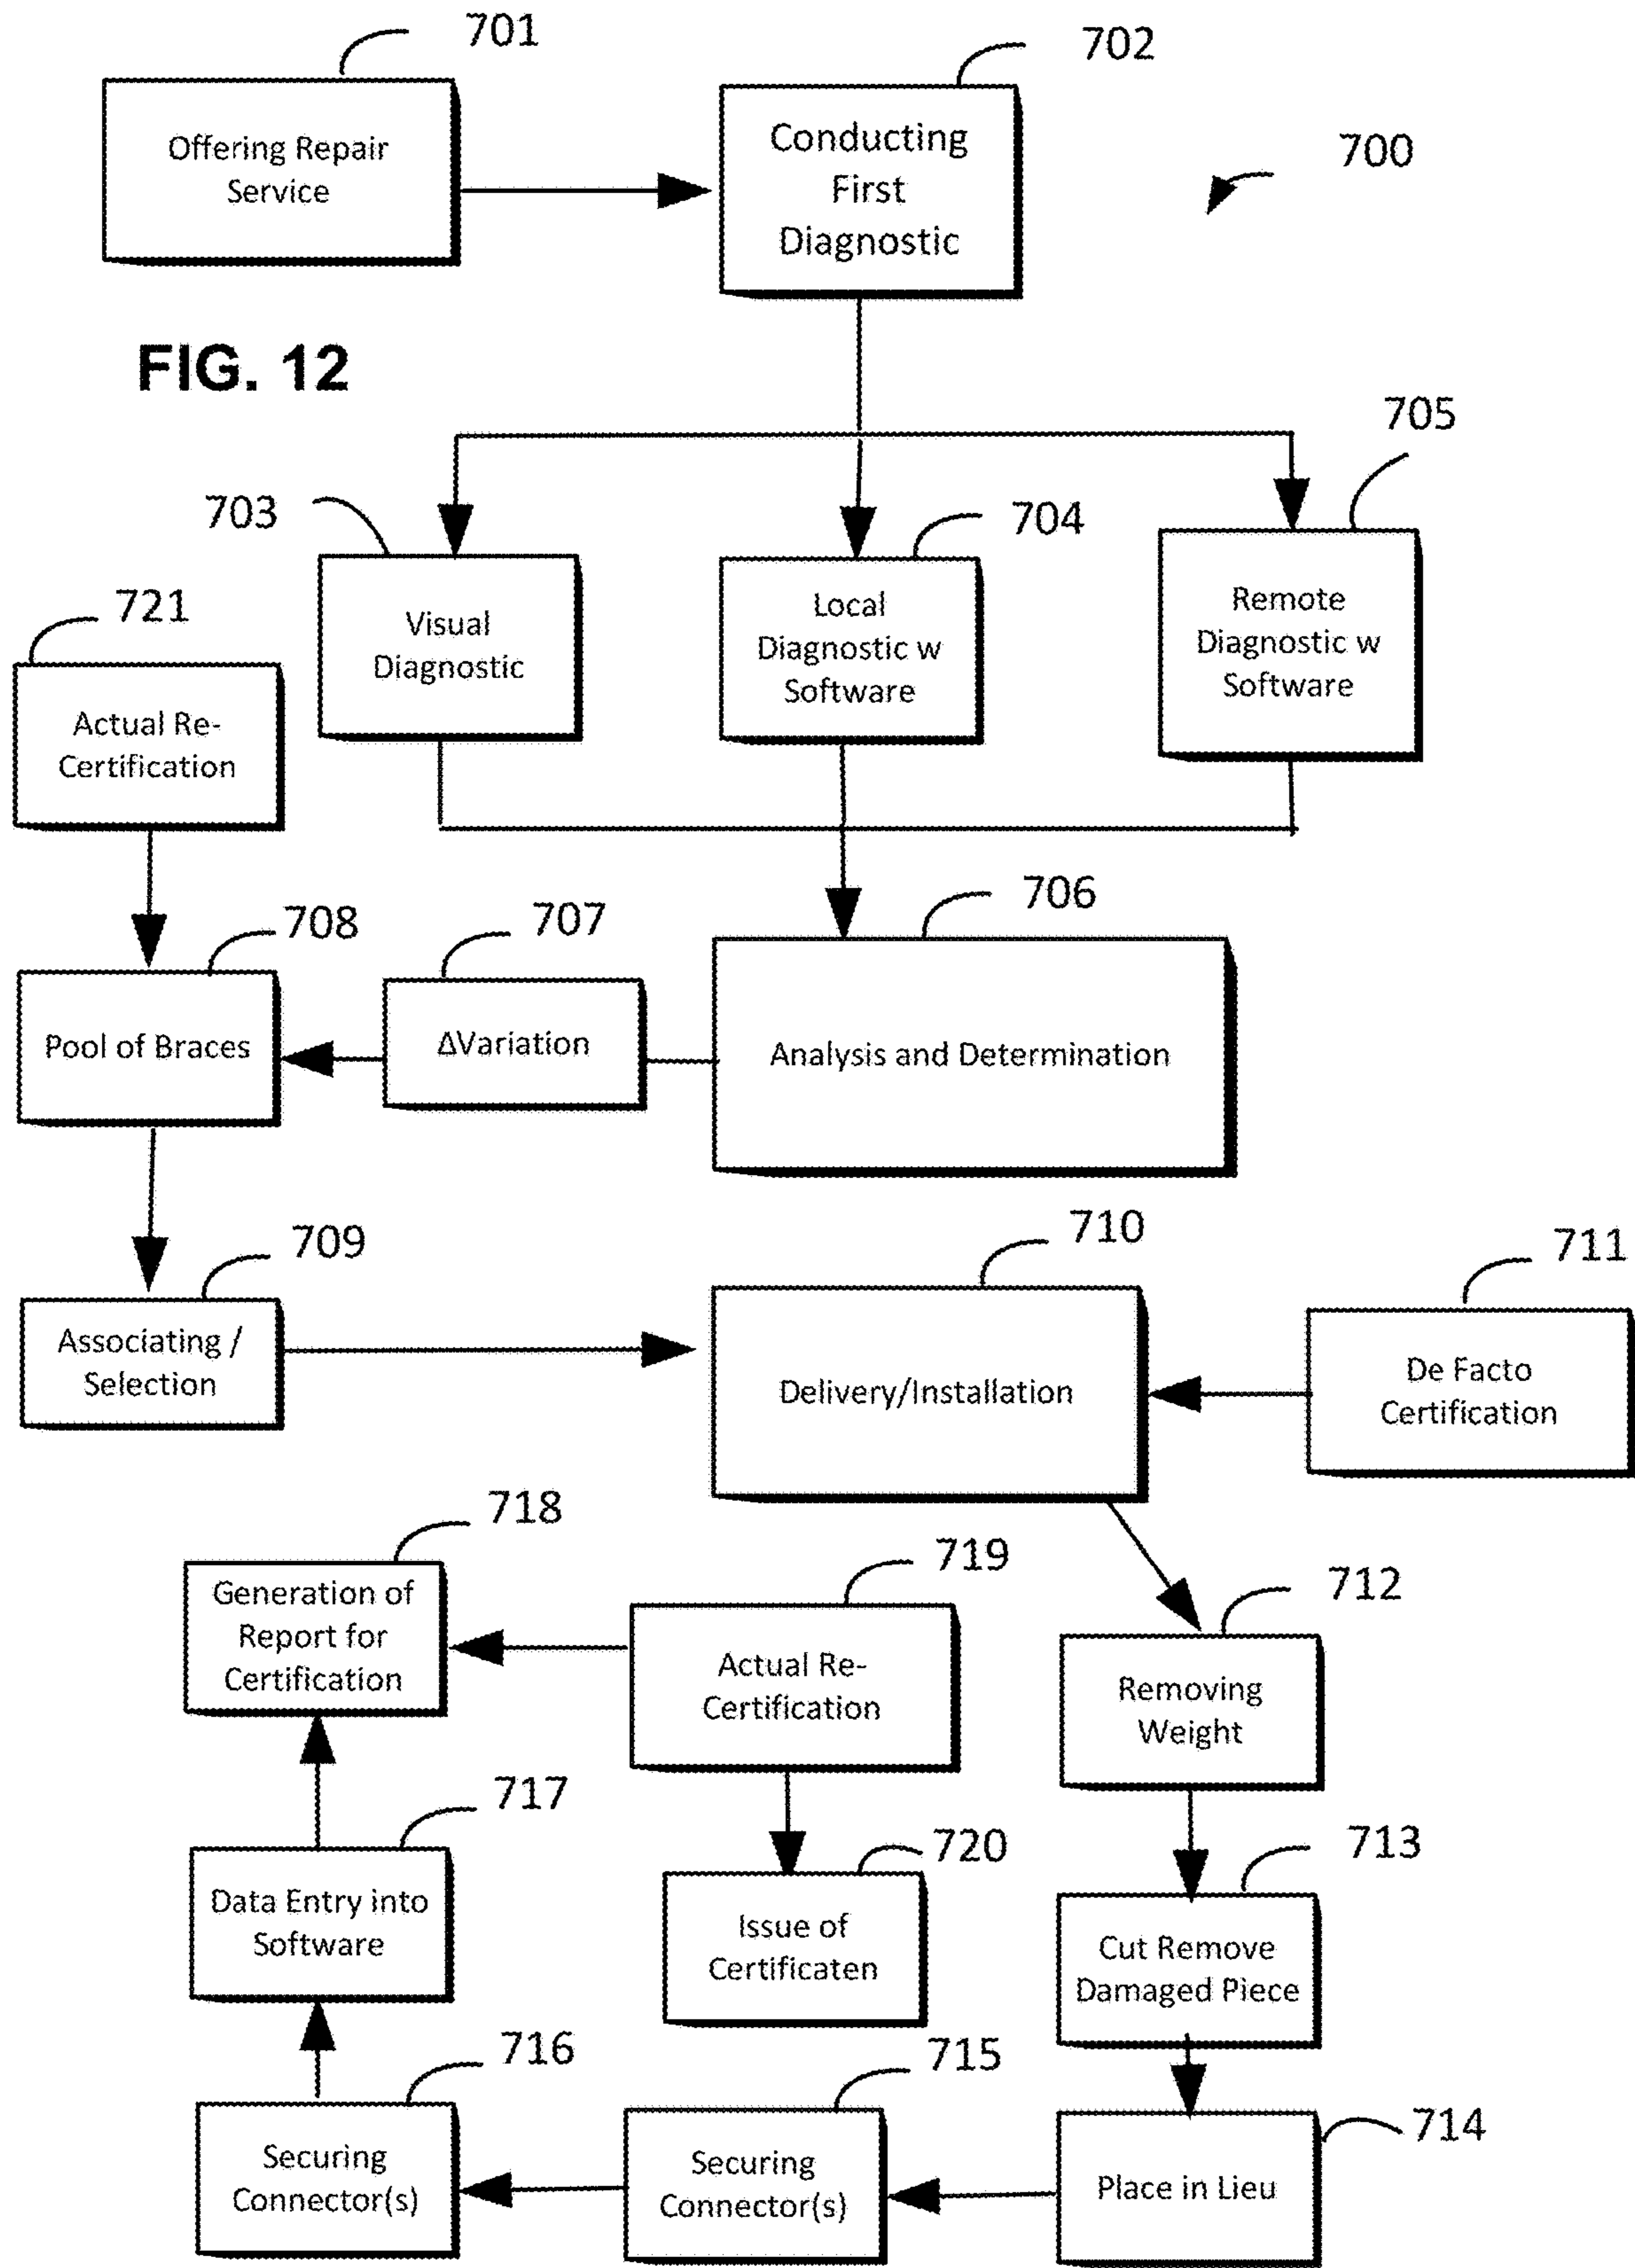 701
702
Offering Repair
Service
Conducting
First
Diagnostic
700
FIG. 12
705
703
704
721
Visual
Diagnostic
Local
Diagnostic w
Software
Remote
Diagnostic w
Software
Actual Re-
Certification
706
707
708
Pool of Braces
ΔVariation
Analysis and Determination
709
710
711
Associating /
Selection
Delivery/Installation
De Facto
Certification
718
719
712
Generation of
Report for
Certification
Actual Re-
Certification
Removing
Weight
717
720
713
Data Entry into
Software
Issue of
Certificaten
Cut Remove
Damaged Piece
716
715
714
Securing
Connector(s)
Securing
Connector(s)
Place in Lieu